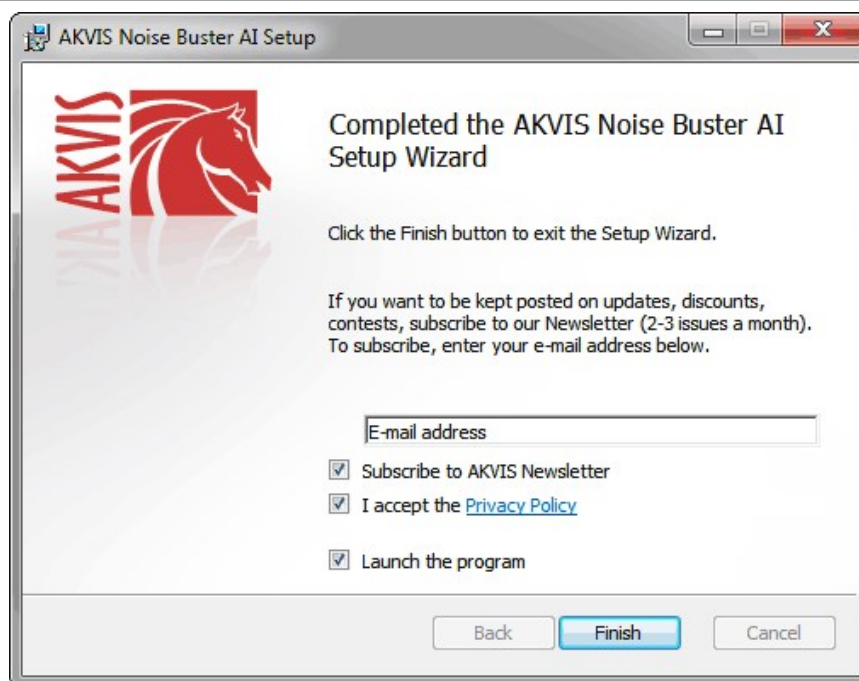 AKVIS Noise Buster AI Setup
AKVIS
Completed the AKVIS Noise Buster AI
Setup Wizard
Click the Finish button to exit the Setup Wizard.
If you want to be kept posted on updates, discounts,
contests, subscribe to our Newsletter (2-3 issues a month).
To subscribe, enter your e-mail address below.
E-mail address
Subscribe to AKVIS Newsletter
I accept the Privacy Policy
Launch the program
Back
Finish
Cancel